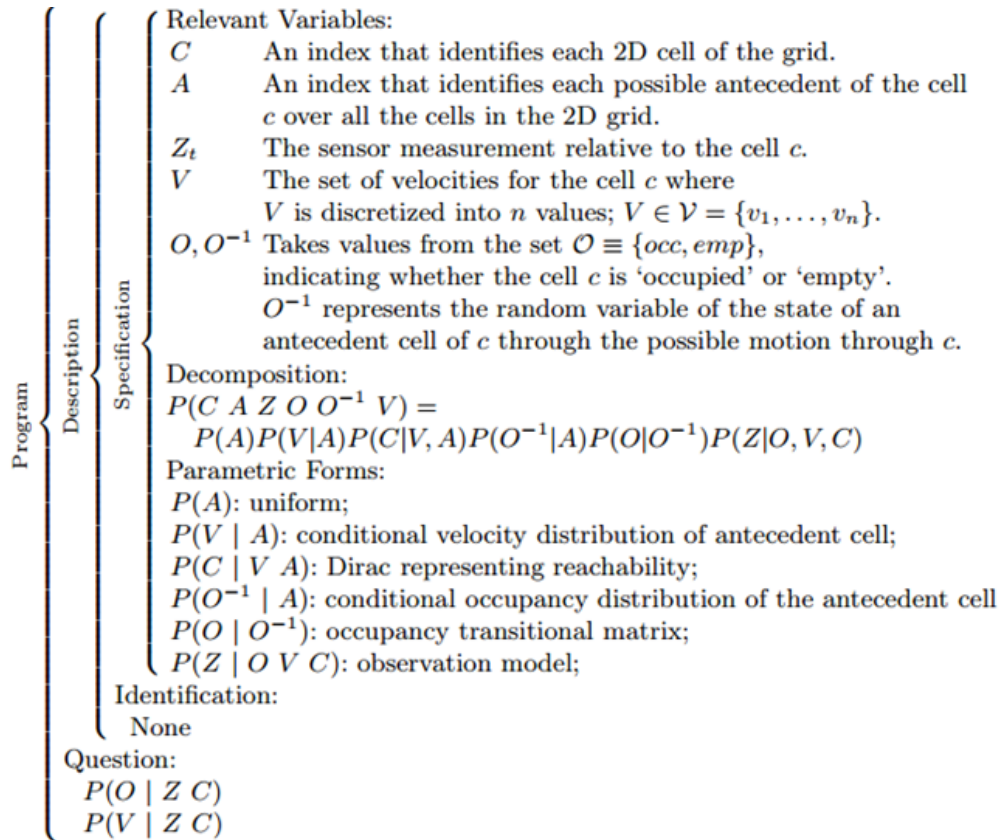 Program
Description
Specification
Relevant Variables:
C An index that identifies each 2D cell of the grid.
A An index that identifies each possible antecedent of the cell
c over all the cells in the 2D grid.
Z_t The sensor measurement relative to the cell c.
V The set of velocities for the cell c where
V is discretized into n values; V ∈ 𝒱 = {v₁, . . . , vₙ}.
O, O⁻¹ Takes values from the set 𝒪 ≡ {occ, emp},
indicating whether the cell c is ‘occupied’ or ‘empty’.
O⁻¹ represents the random variable of the state of an
antecedent cell of c through the possible motion through c.
Decomposition:
P(C A Z O O⁻¹ V) =
P(A)P(V|A)P(C|V, A)P(O⁻¹|A)P(O|O⁻¹)P(Z|O, V, C)
Parametric Forms:
P(A): uniform;
P(V | A): conditional velocity distribution of antecedent cell;
P(C | V A): Dirac representing reachability;
P(O⁻¹ | A): conditional occupancy distribution of the antecedent cell
P(O | O⁻¹): occupancy transitional matrix;
P(Z | O V C): observation model;
Identification:
None
Question:
P(O | Z C)
P(V | Z C)